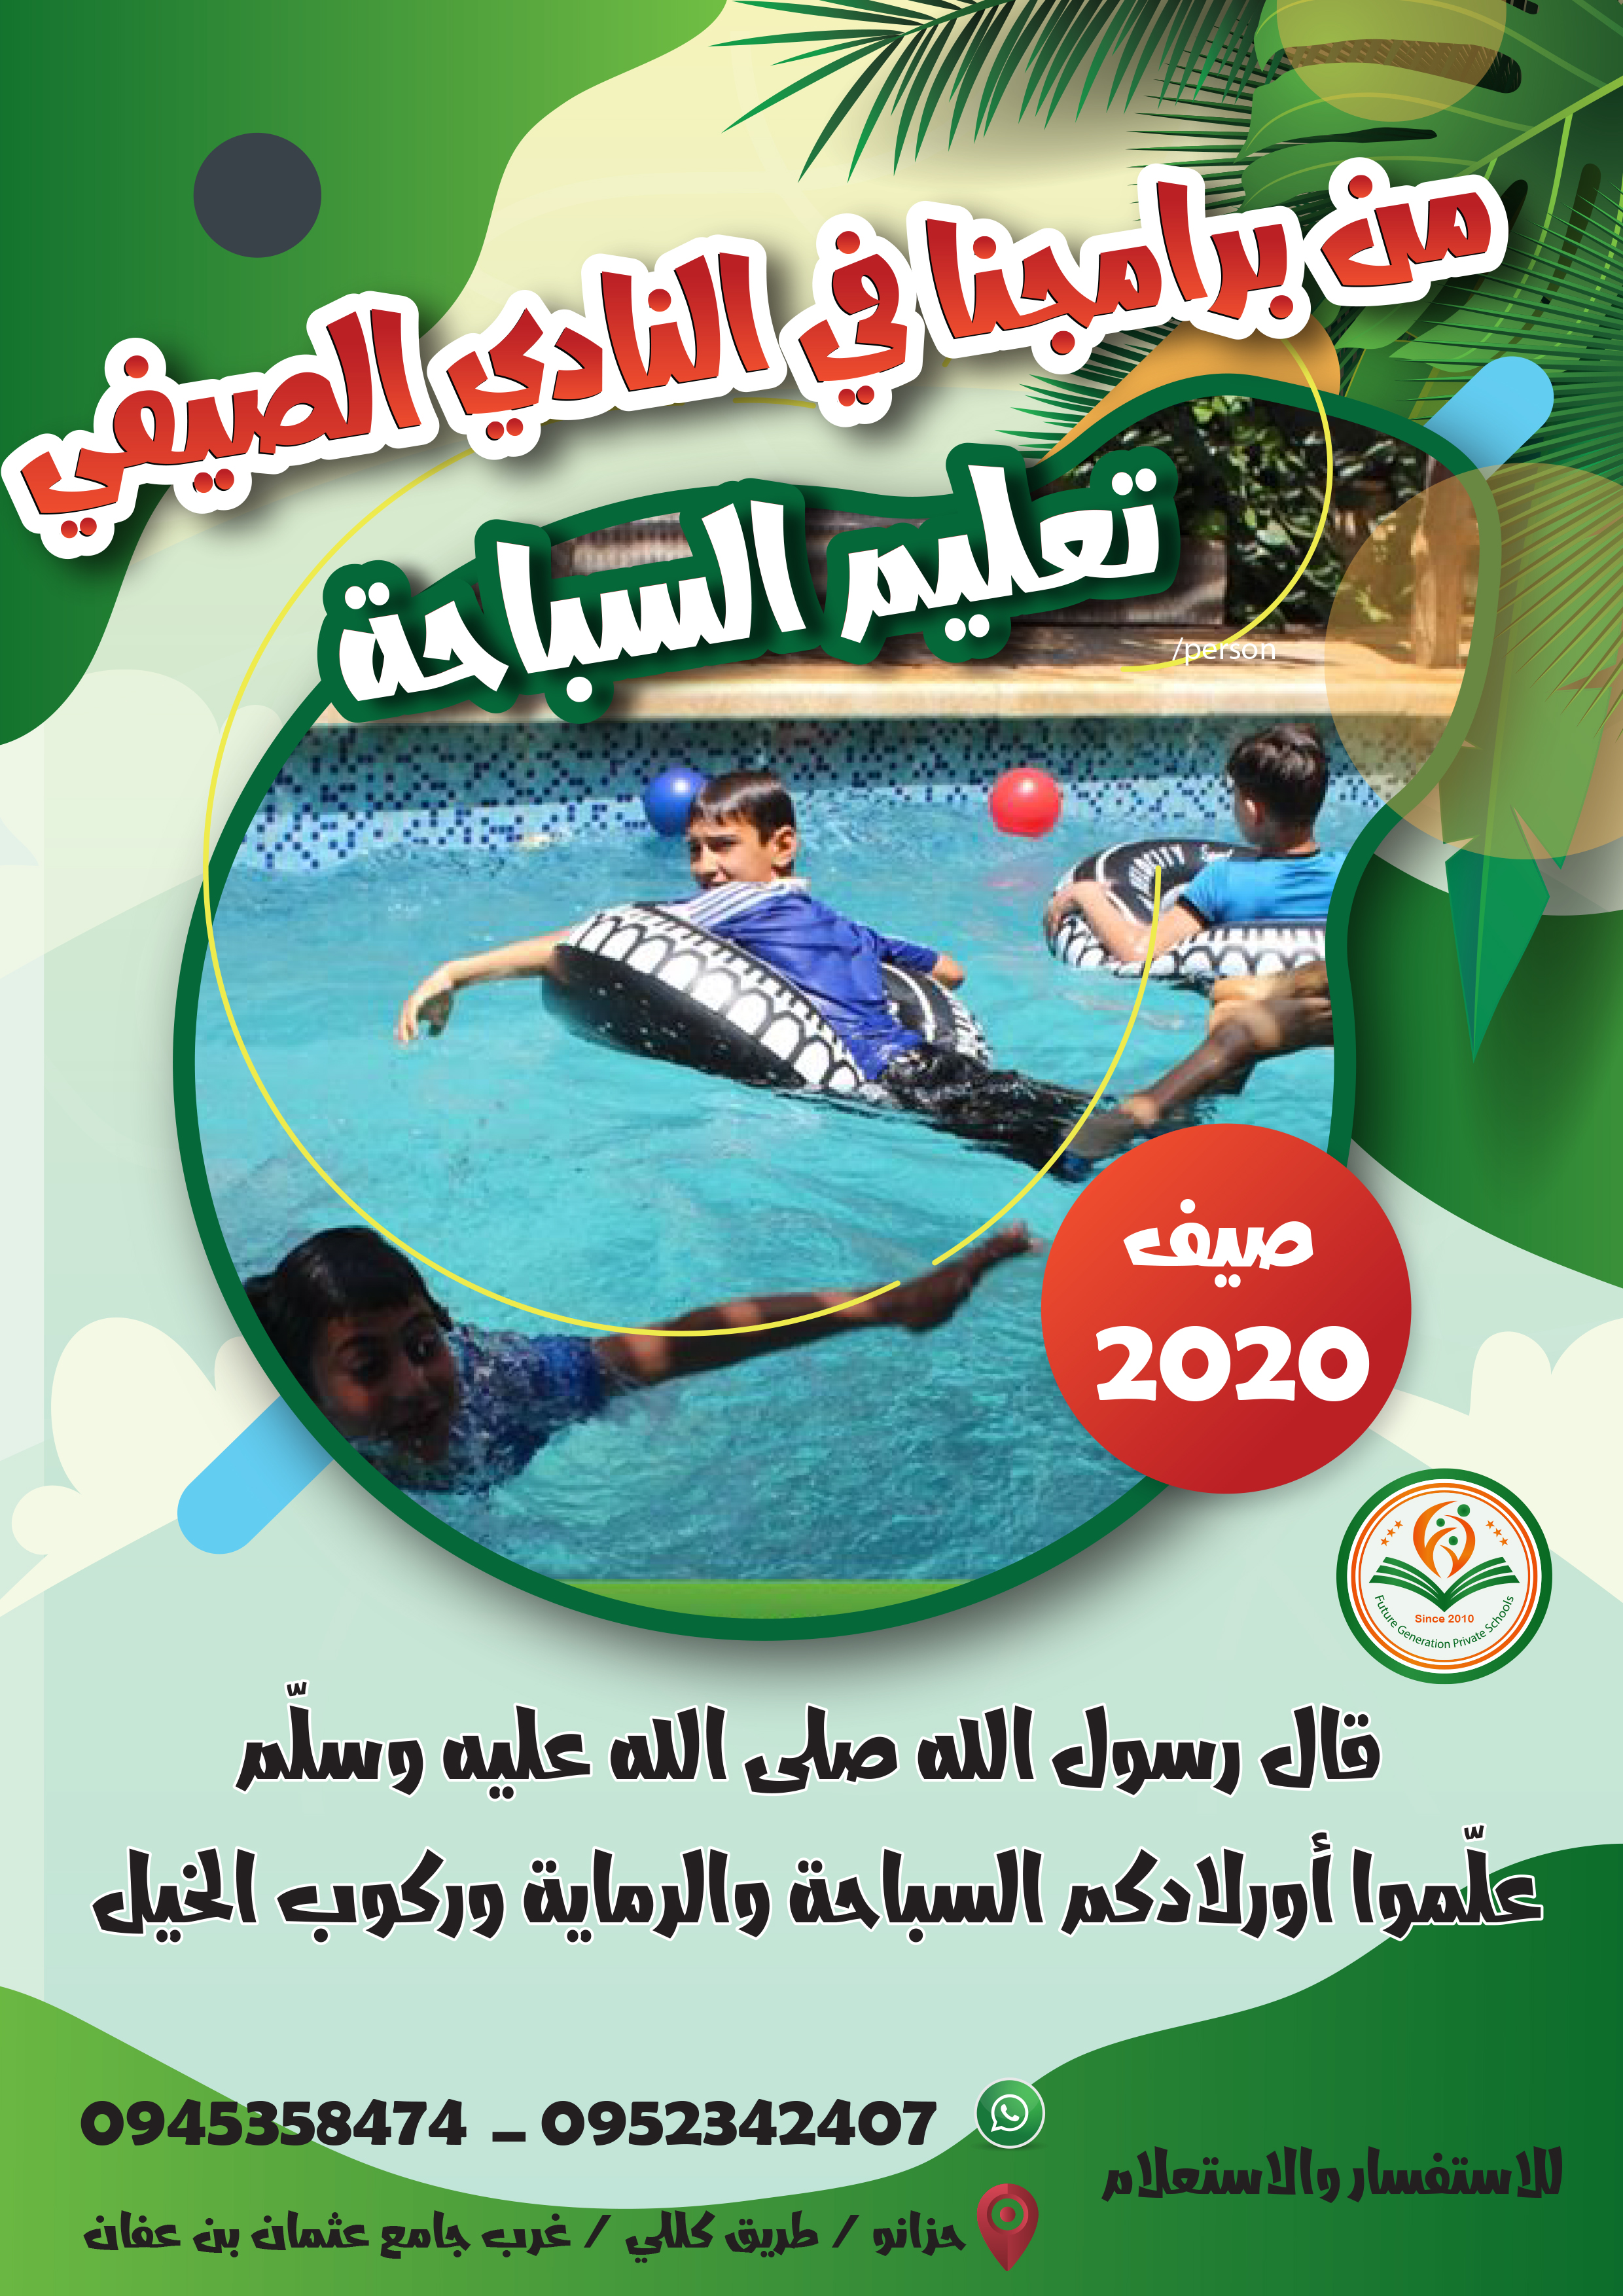 من برامجنا في النادي الصيفي
تعليم السباحة
/person
صيف
2020
Since 2010
Future Generation Private Schools
قال رسول الله صلى الله عليه وسلّم
علّموا أورلادكم السباحة والرماية وركوب الخيل
0945358474 - 0952342407
للاستفسار والاستعلام
حزانو / طريق كللي / غرب جامع عثمان بن عفان